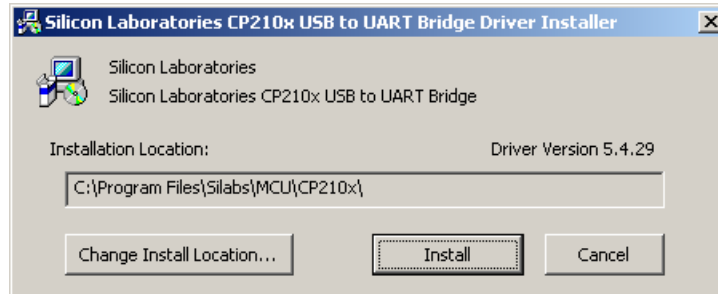 Silicon Laboratories CP210x USB to UART Bridge Driver Installer
Silicon Laboratories
Silicon Laboratories CP210x USB to UART Bridge
Installation Location: Driver Version 5.4.29
C:\Program Files\Silabs\MCU\CP210x\
Change Install Location... Install Cancel